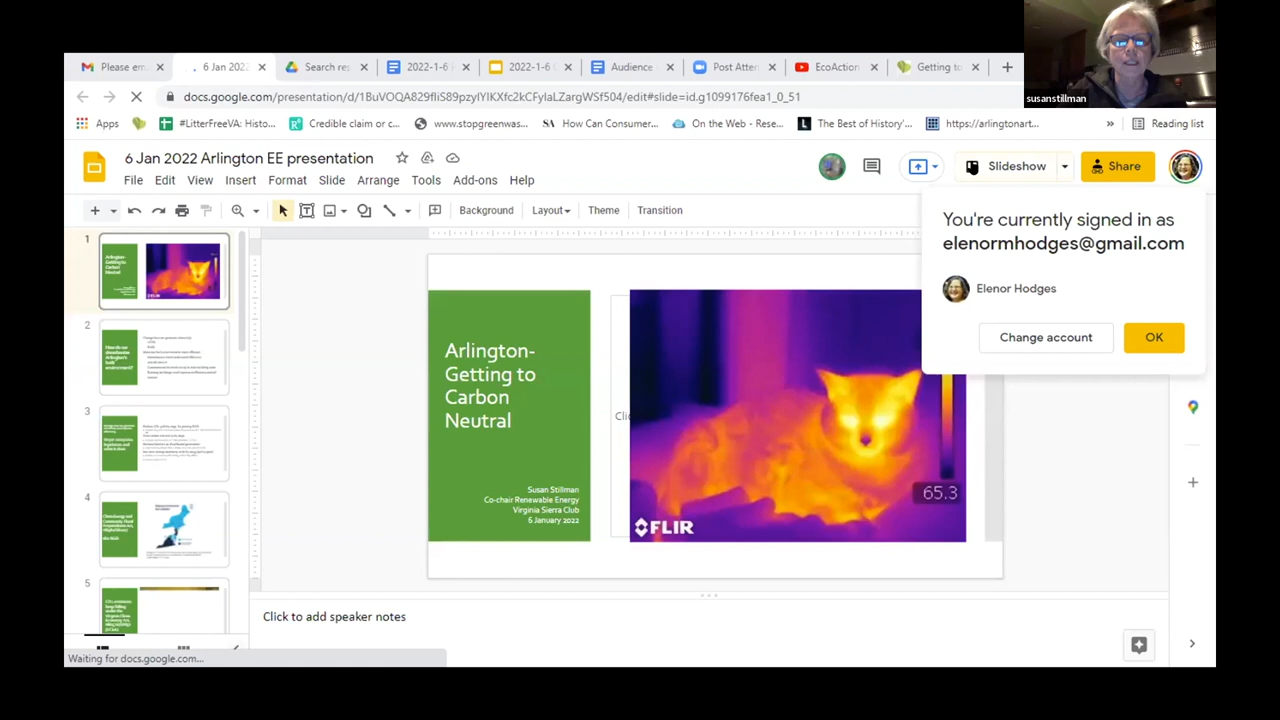 susanstillman
Please em
6 Jan 2022
Search res
2022-1-6
2022-1-6
Audience
Post Atten
EcoAction
Getting to
docs.google.com/presentation/d/
/edit#slide=id.g1099176fea1_0_51
Apps
#LitterFreeVA: Histo...
Credible claim or c...
www.stopgreenwas...
How Can Consumer...
On the Web - Rese...
The Best of History'...
https://arlingtonart...
»
Reading list
6 Jan 2022 Arlington EE presentation
File Edit View Insert Format Slide Arrange Tools Add-ons Help
Slideshow
Share
Background Layout Theme Transition
You're currently signed in as
elenormhodges@gmail.com
Elenor Hodges
Change account
OK
1
2
3
4
5
Arlington-
Getting to
Carbon
Neutral
Susan Stillman
Co-chair Renewable Energy
Virginia Sierra Club
6 January 2022
65.3
FLIR
Click to add speaker notes
Waiting for docs.google.com...